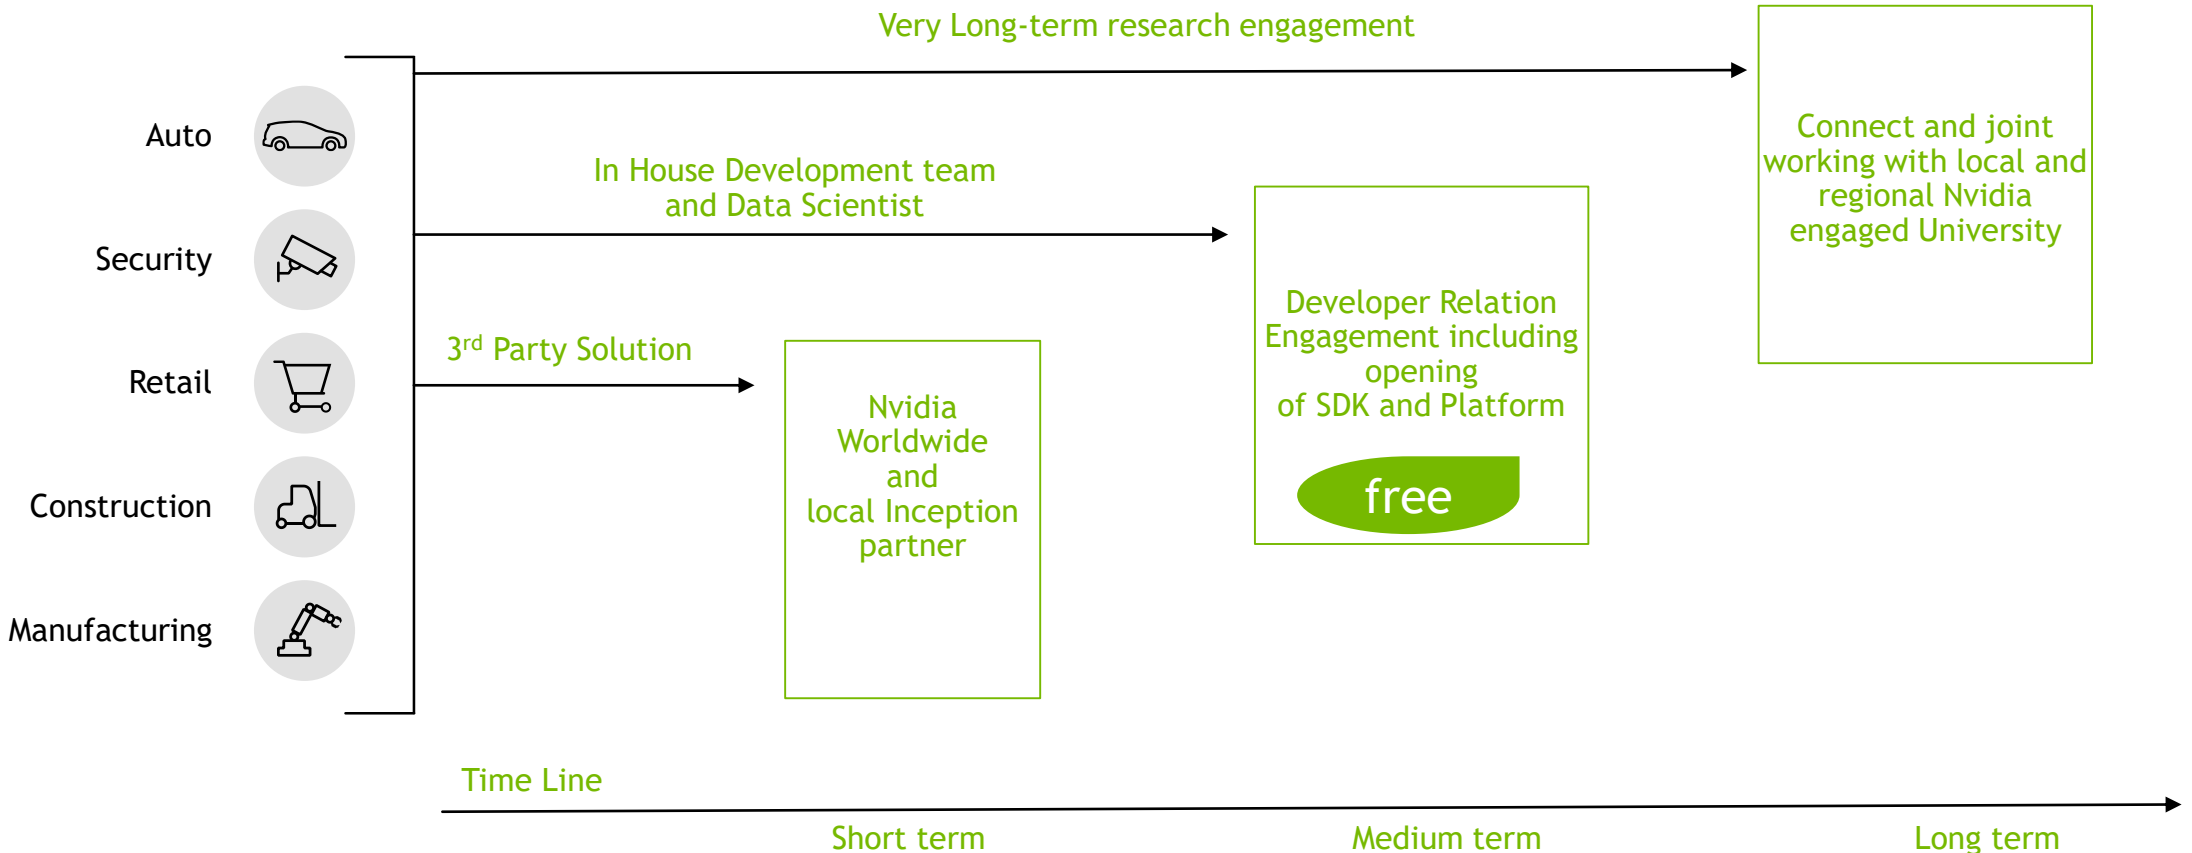 Very Long-term research engagement
Auto
Security
Retail
Construction
Manufacturing
In House Development team
and Data Scientist
3rd Party Solution
Nvidia
Worldwide
and
local Inception
partner
Developer Relation
Engagement including
opening
of SDK and Platform
free
Connect and joint
working with local and
regional Nvidia
engaged University
Time Line
Short term
Medium term
Long term